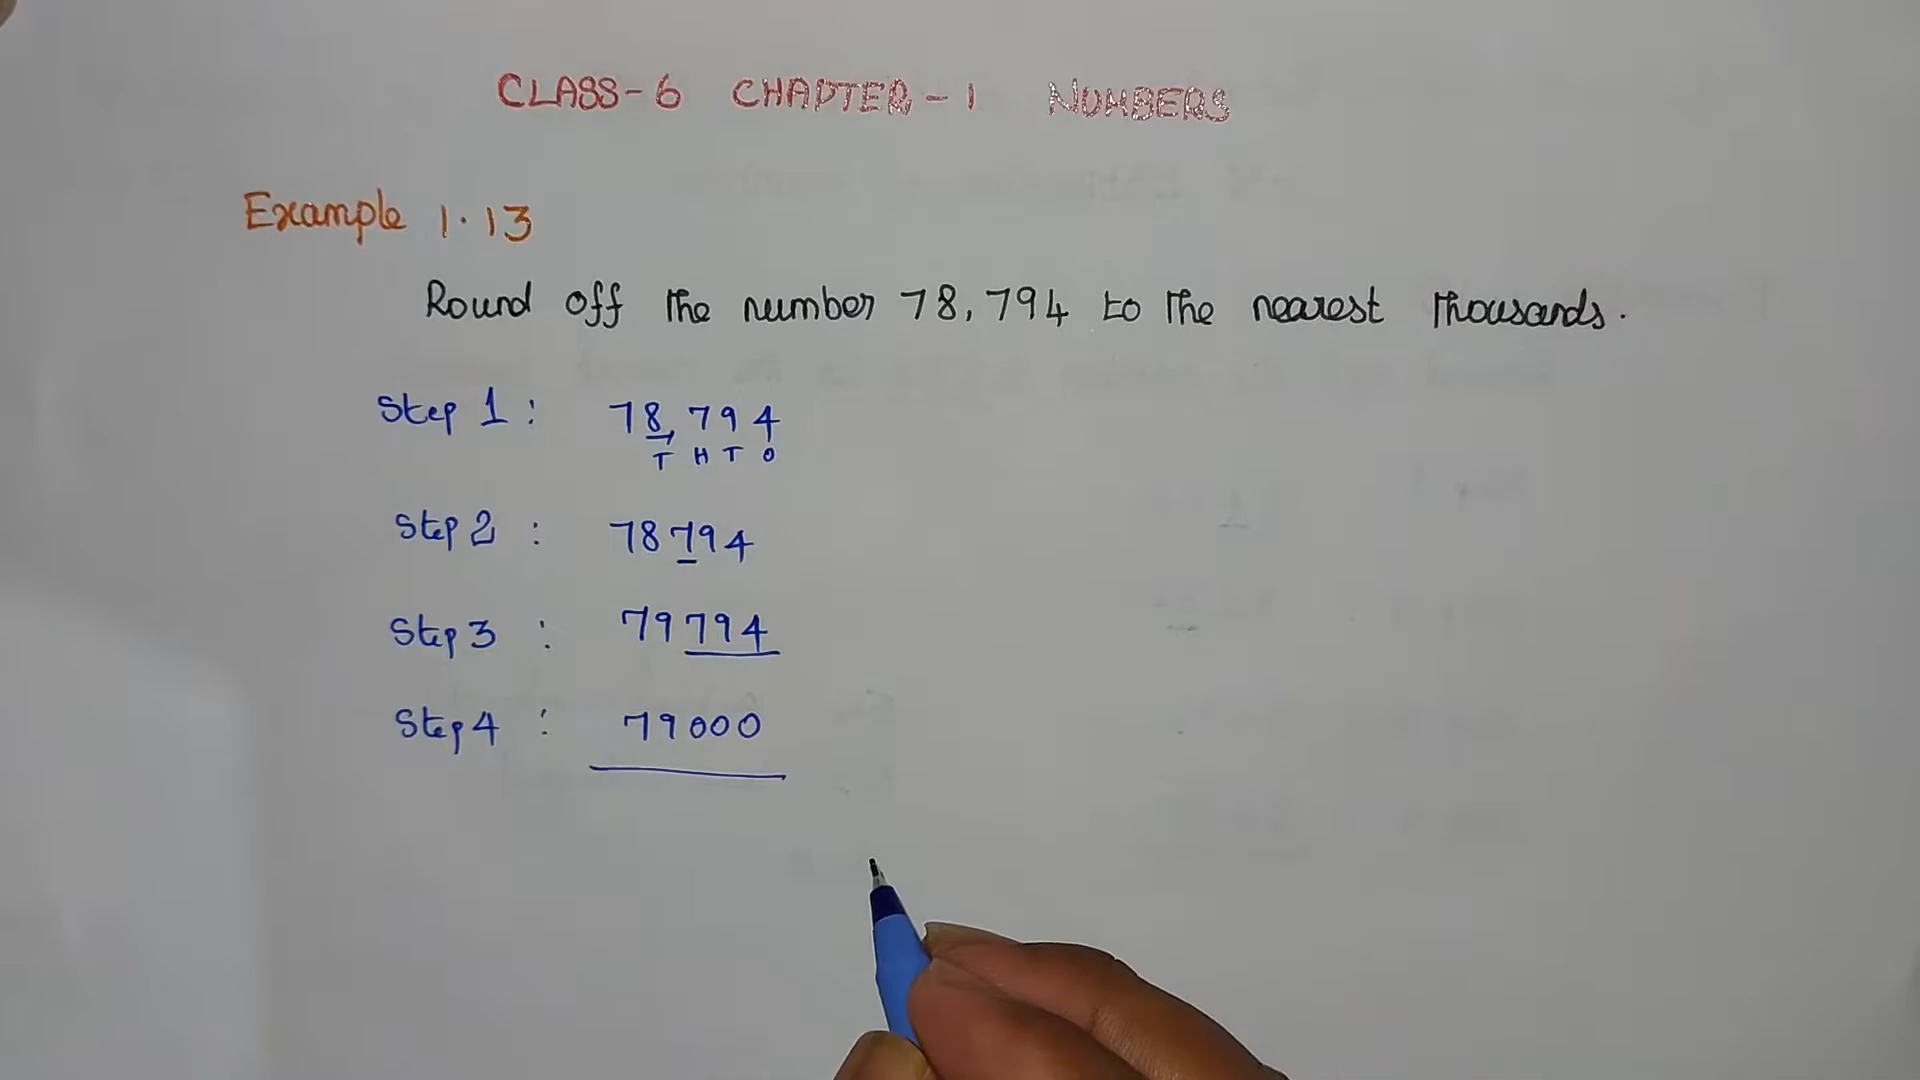 CLASS-6 CHAPTER-1 NUMBERS
Example 1.13
Round off the number 78,794 to the nearest thousands.
Step 1: 78,794
T H T O
Step 2 : 78794
Step 3 : 79794
Step 4 : 79000